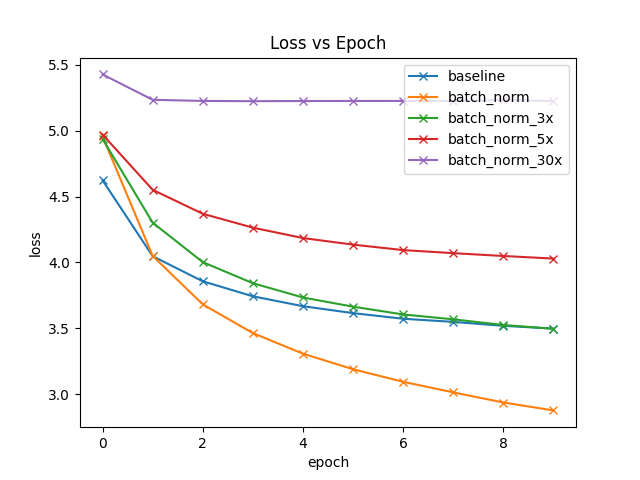 Loss vs Epoch
5.5
5.0
4.5
4.0
3.5
3.0
loss
baseline
batch_norm
batch_norm_3x
batch_norm_5x
batch_norm_30x
0
2
4
6
8
epoch